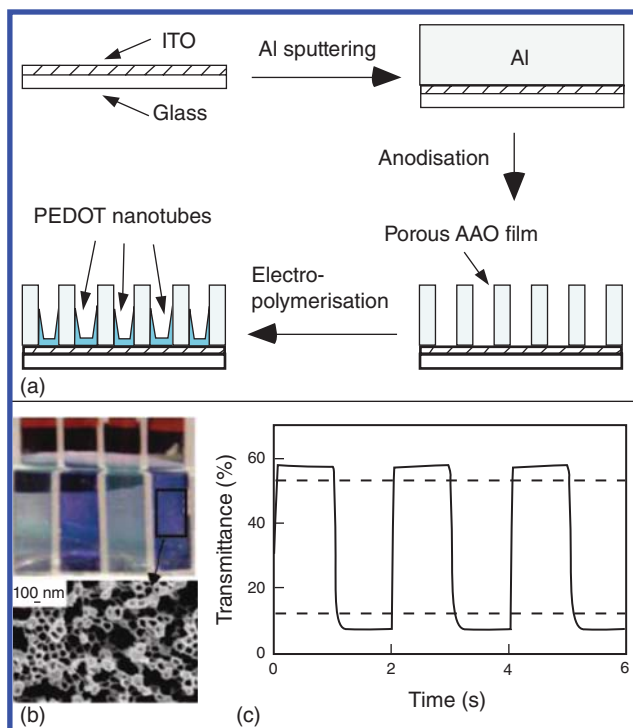 ITO
Al sputtering
Al
Glass
Anodisation
PEDOT nanotubes
Porous AAO film
Electro-
polymerisation
(a)
100 nm
(b)
Transmittance (%)
60
40
20
0
0
2
4
6
Time (s)
(c)